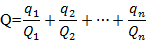 Q=q₁/Q₁ + q₂/Q₂ + ⋯ + qₙ/Qₙ